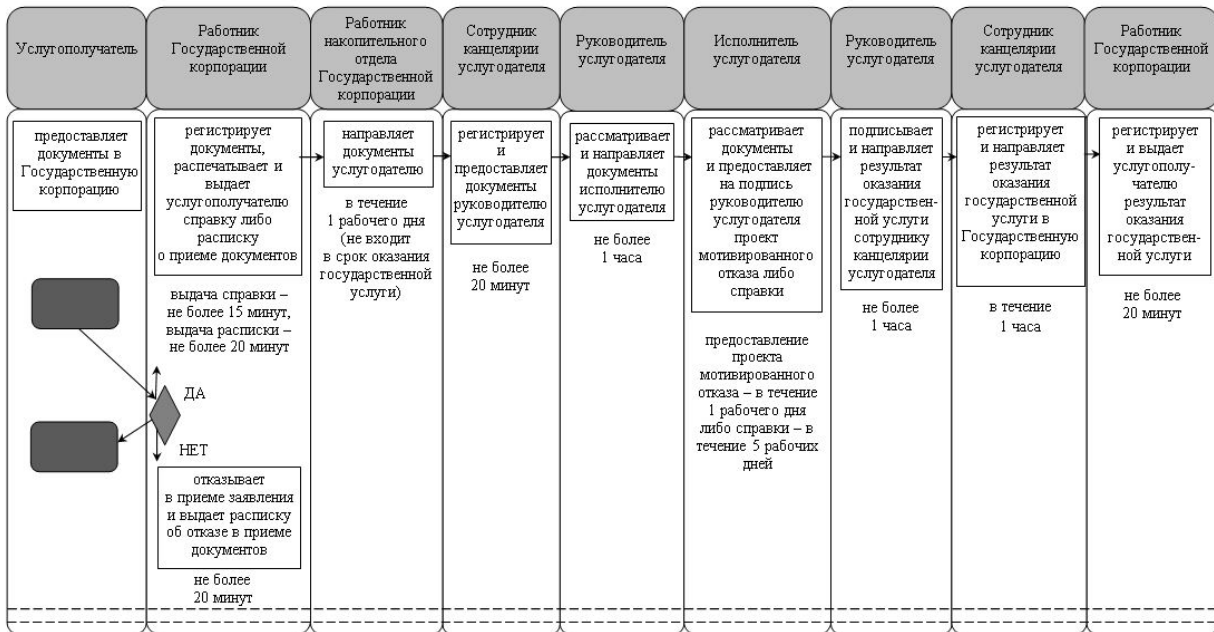 Услугополучатель
Работник
Государственной
корпорации
Работник
накопительного
отдела
Государственной
корпорации
Сотрудник
канцелярии
услугодателя
Руководитель
услугодателя
Исполнитель
услугодателя
Руководитель
услугодателя
Сотрудник
канцелярии
услугодателя
Работник
Государственной
корпорации
предоставляет
документы в
Государственную
корпорацию
регистрирует
документы,
распечатывает и
выдает
услугополучателю
справку либо
расписку
о приеме документов
выдача справки –
не более 15 минут,
выдача расписки –
не более 20 минут
ДА
НЕТ
отказывает
в приеме заявления
и выдает расписку
об отказе в приеме
документов
не более
20 минут
направляет
документы
услугодателю
в течение
1 рабочего дня
(не входит
в срок оказания
государственной
услуги)
регистрирует
и
предоставляет
документы
руководителю
услугодателя
не более
20 минут
рассматривает
и направляет
документы
исполнителю
услугодателя
не более
1 часа
рассматривает
документы
и предоставляет
на подпись
руководителю
услугодателя
проект
мотивированного
отказа либо
справки
предоставление
проекта
мотивированного
отказа – в течение
1 рабочего дня
либо справки – в
течение 5 рабочих
дней
подписывает
и направляет
результат
оказания
государствен-
ной услуги
сотруднику
канцелярии
услугодателя
не более
1 часа
регистрирует
и направляет
результат
оказания
государственной
услуги в
Государственную
корпорацию
в течение
1 часа
регистрирует
и выдает
услугополу-
чателю
результат
оказания
государствен-
ной услуги
не более
20 минут